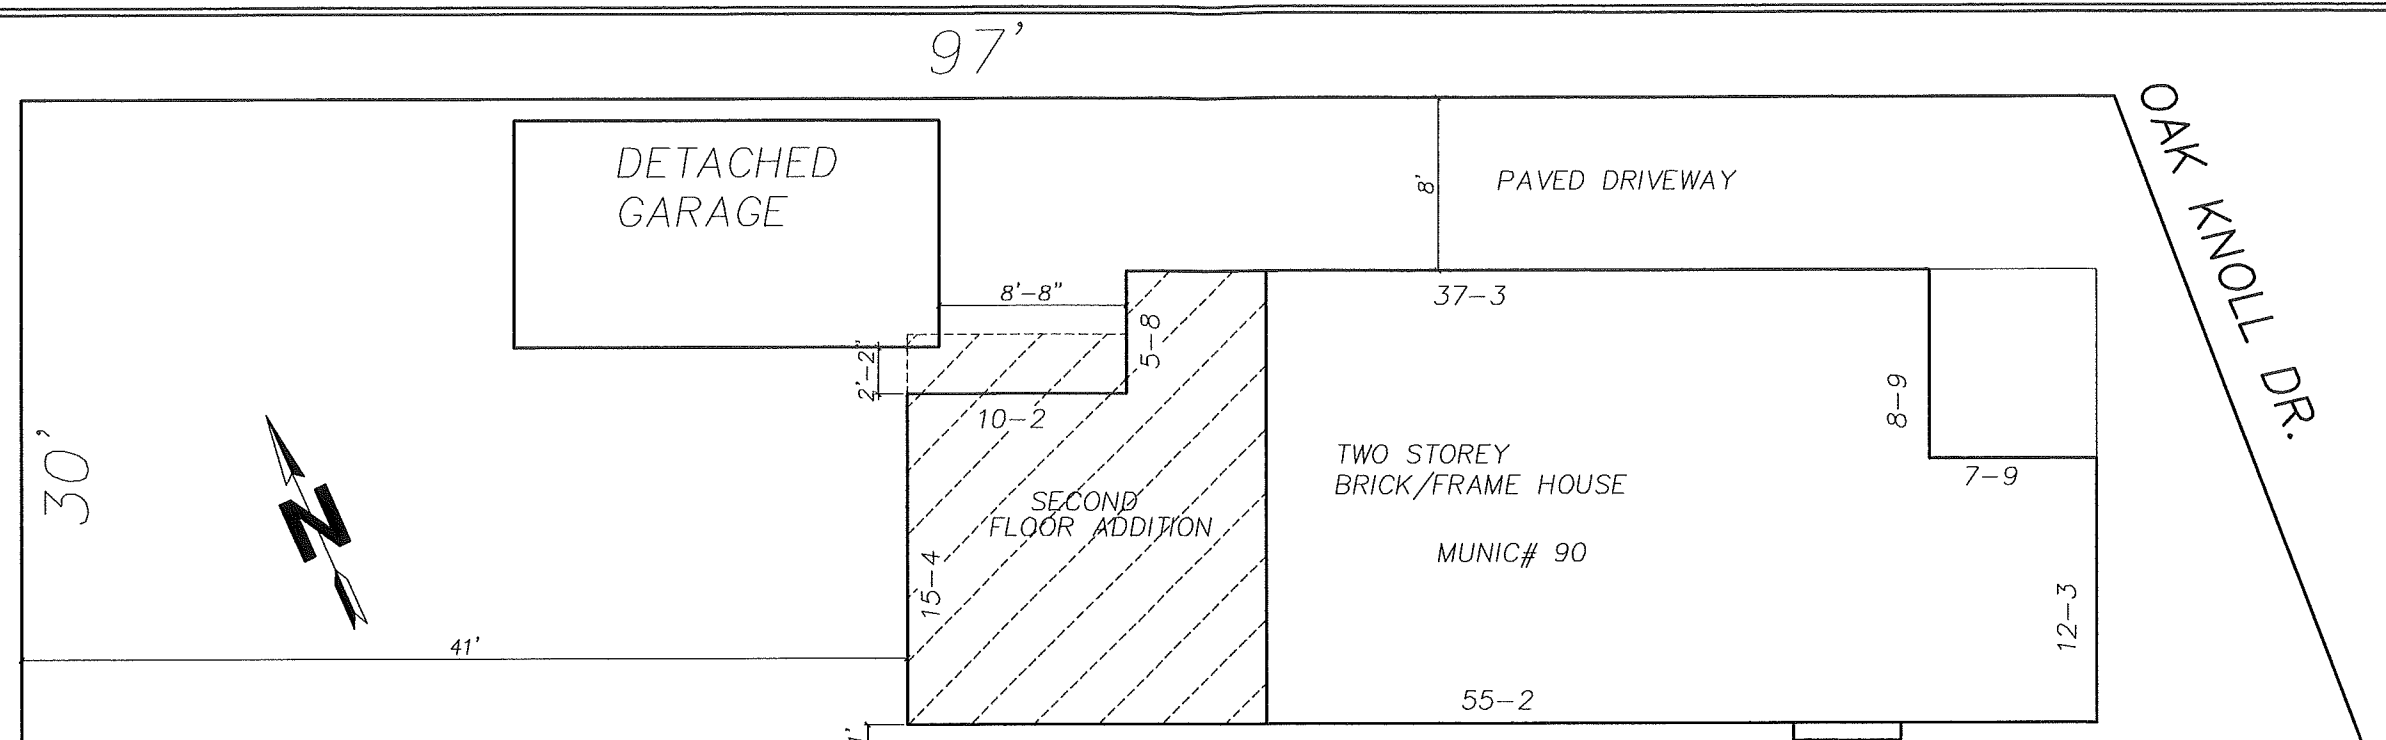 97'
OAK KNOLL DR.
DETACHED
GARAGE
8'
PAVED DRIVEWAY
8'-8"
37-3
5-8
2'-2"
10-2
8-9
7-9
30'
N
TWO STOREY
BRICK/FRAME HOUSE
MUNIC# 90
SECOND
FLOOR ADDITION
15-4
12-3
41'
55-2